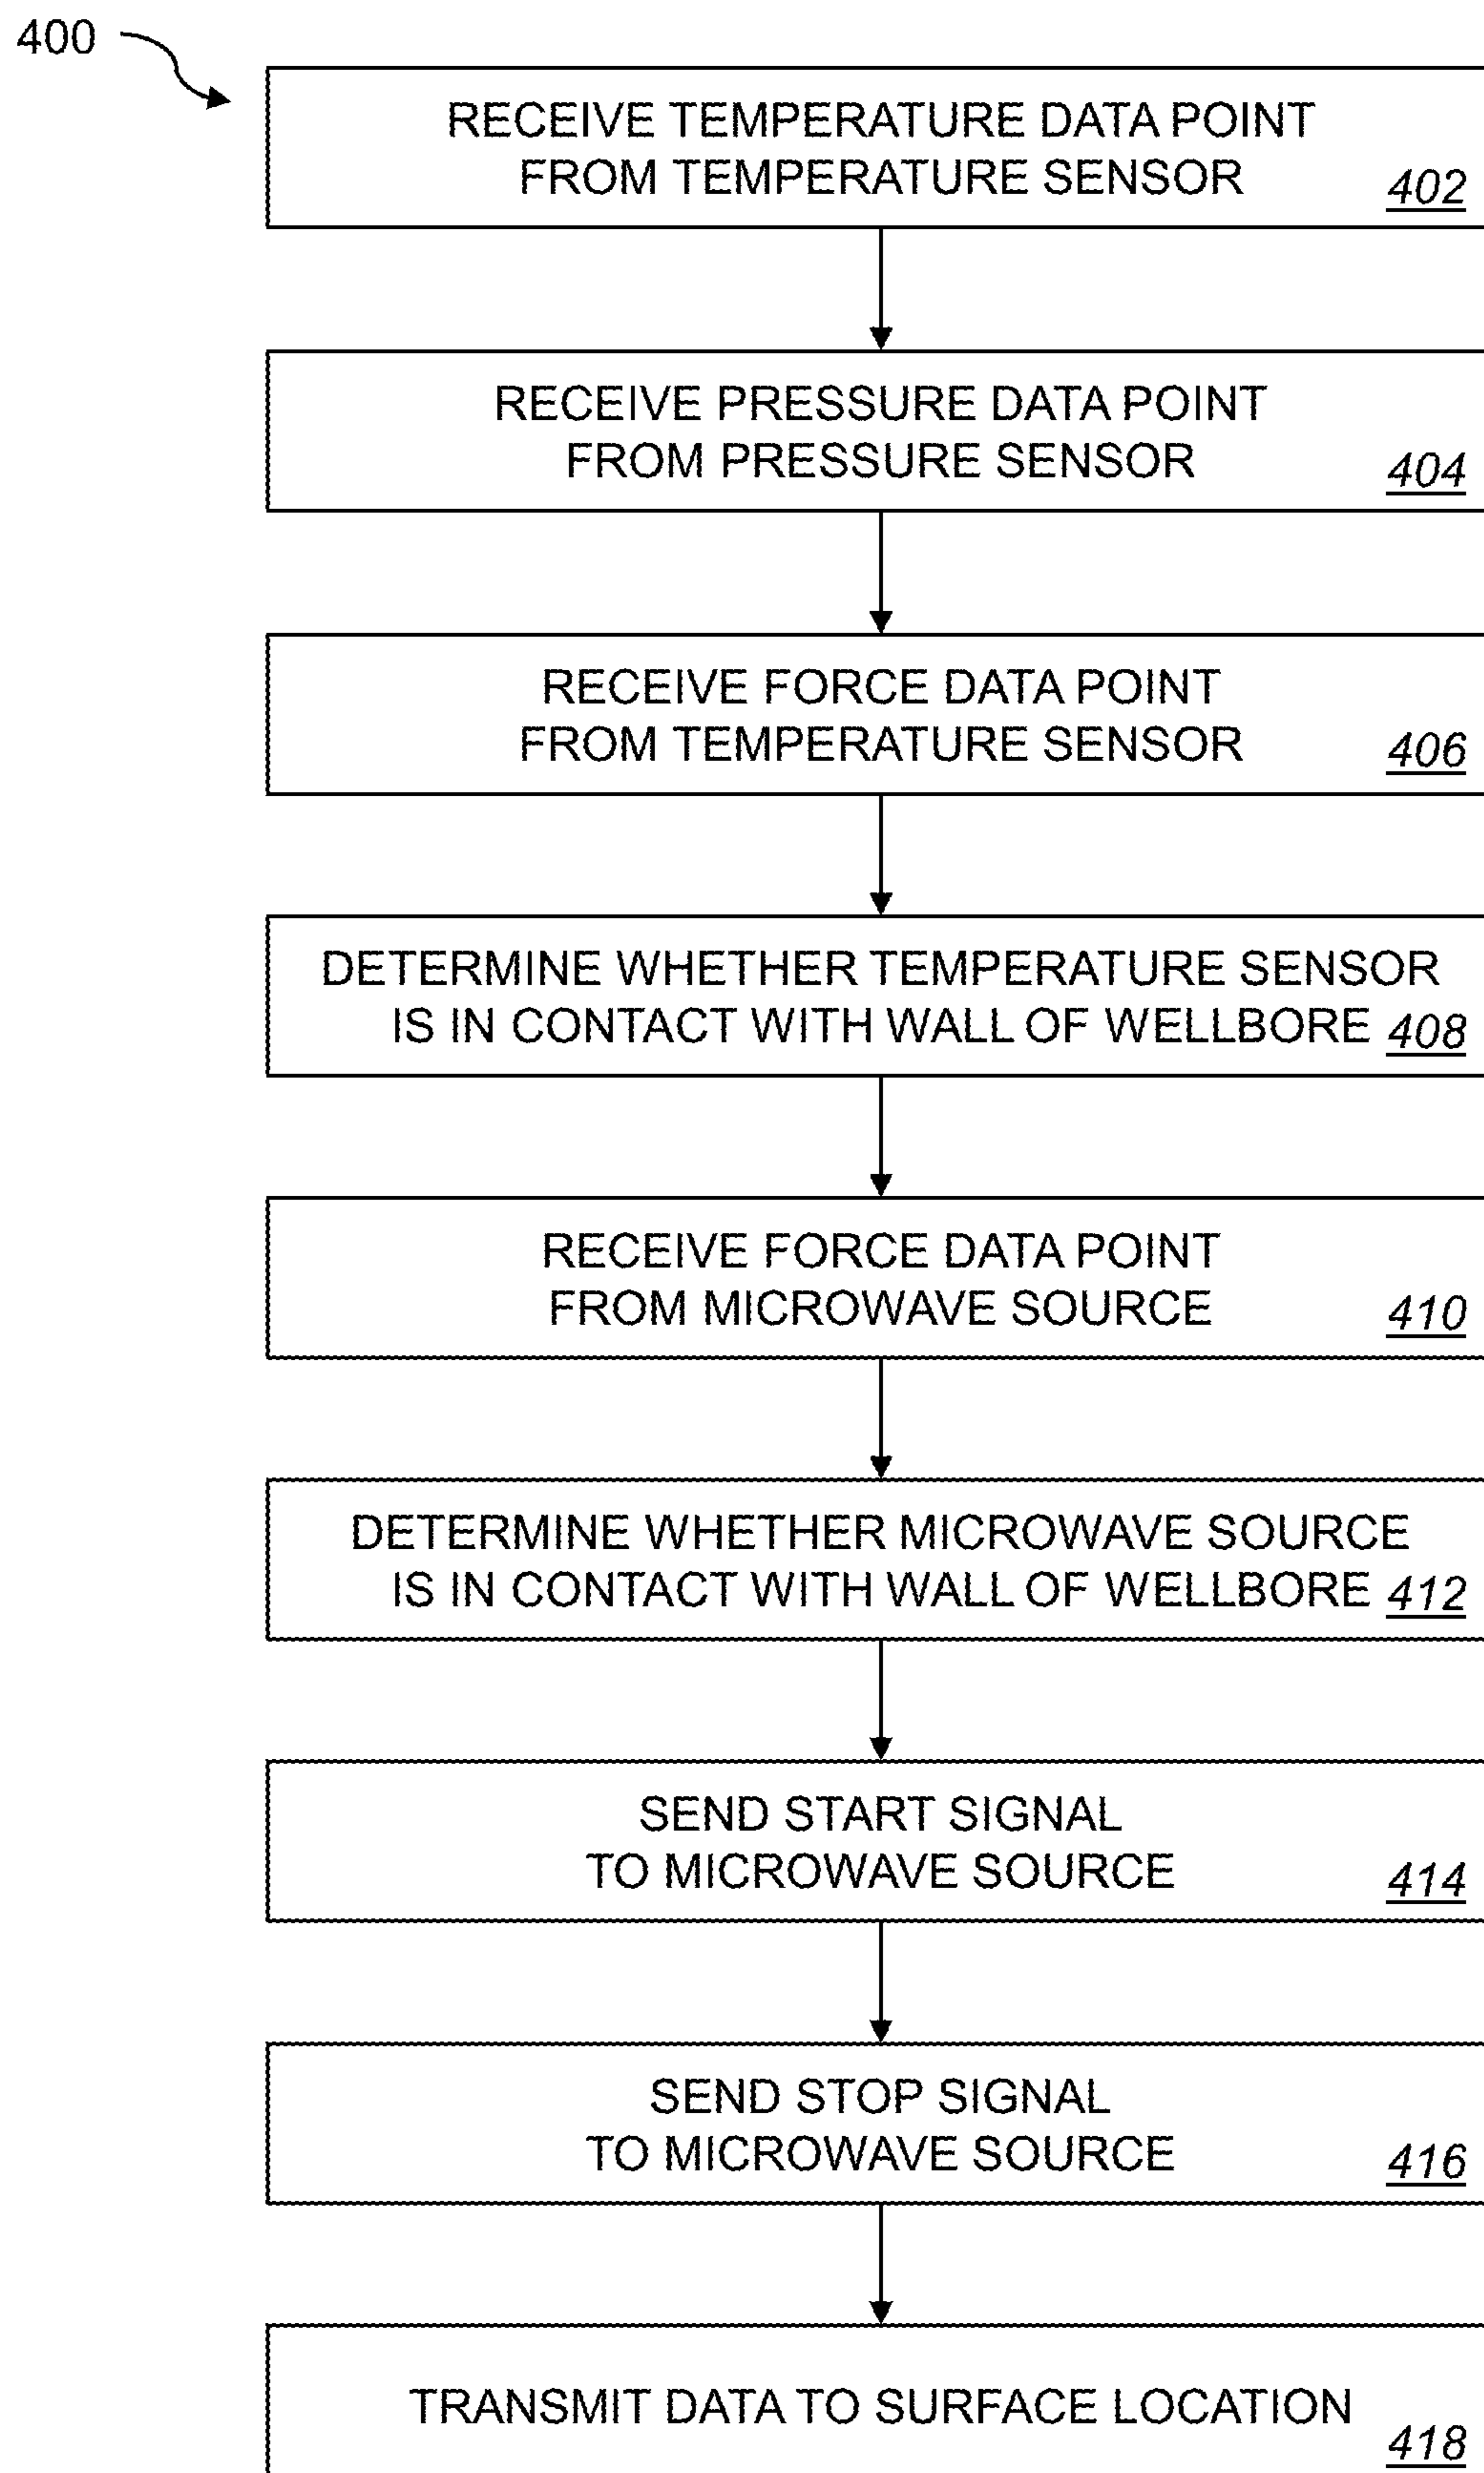 400
RECEIVE TEMPERATURE DATA POINT
FROM TEMPERATURE SENSOR
402
RECEIVE PRESSURE DATA POINT
FROM PRESSURE SENSOR
404
RECEIVE FORCE DATA POINT
FROM TEMPERATURE SENSOR
406
DETERMINE WHETHER TEMPERATURE SENSOR
IS IN CONTACT WITH WALL OF WELLBORE 408
RECEIVE FORCE DATA POINT
FROM MICROWAVE SOURCE
410
DETERMINE WHETHER MICROWAVE SOURCE
IS IN CONTACT WITH WALL OF WELLBORE 412
SEND START SIGNAL
TO MICROWAVE SOURCE
414
SEND STOP SIGNAL
TO MICROWAVE SOURCE
416
TRANSMIT DATA TO SURFACE LOCATION
418